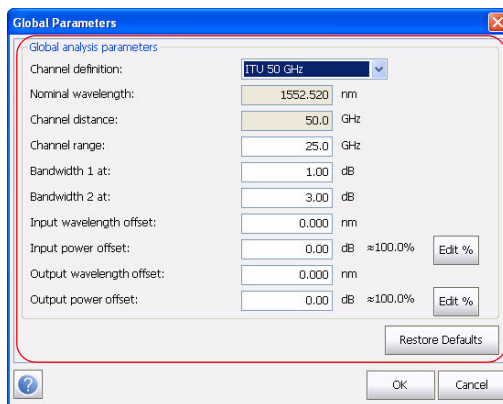 Global Parameters
Global analysis parameters
Channel definition: ITU 50 GHz
Nominal wavelength: 1552.520 nm
Channel distance: 50.0 GHz
Channel range: 25.0 GHz
Bandwidth 1 at: 1.00 dB
Bandwidth 2 at: 3.00 dB
Input wavelength offset: 0.000 nm
Input power offset: 0.00 dB ≈100.0% Edit %
Output wavelength offset: 0.000 nm
Output power offset: 0.00 dB ≈100.0% Edit %
Restore Defaults
? OK Cancel